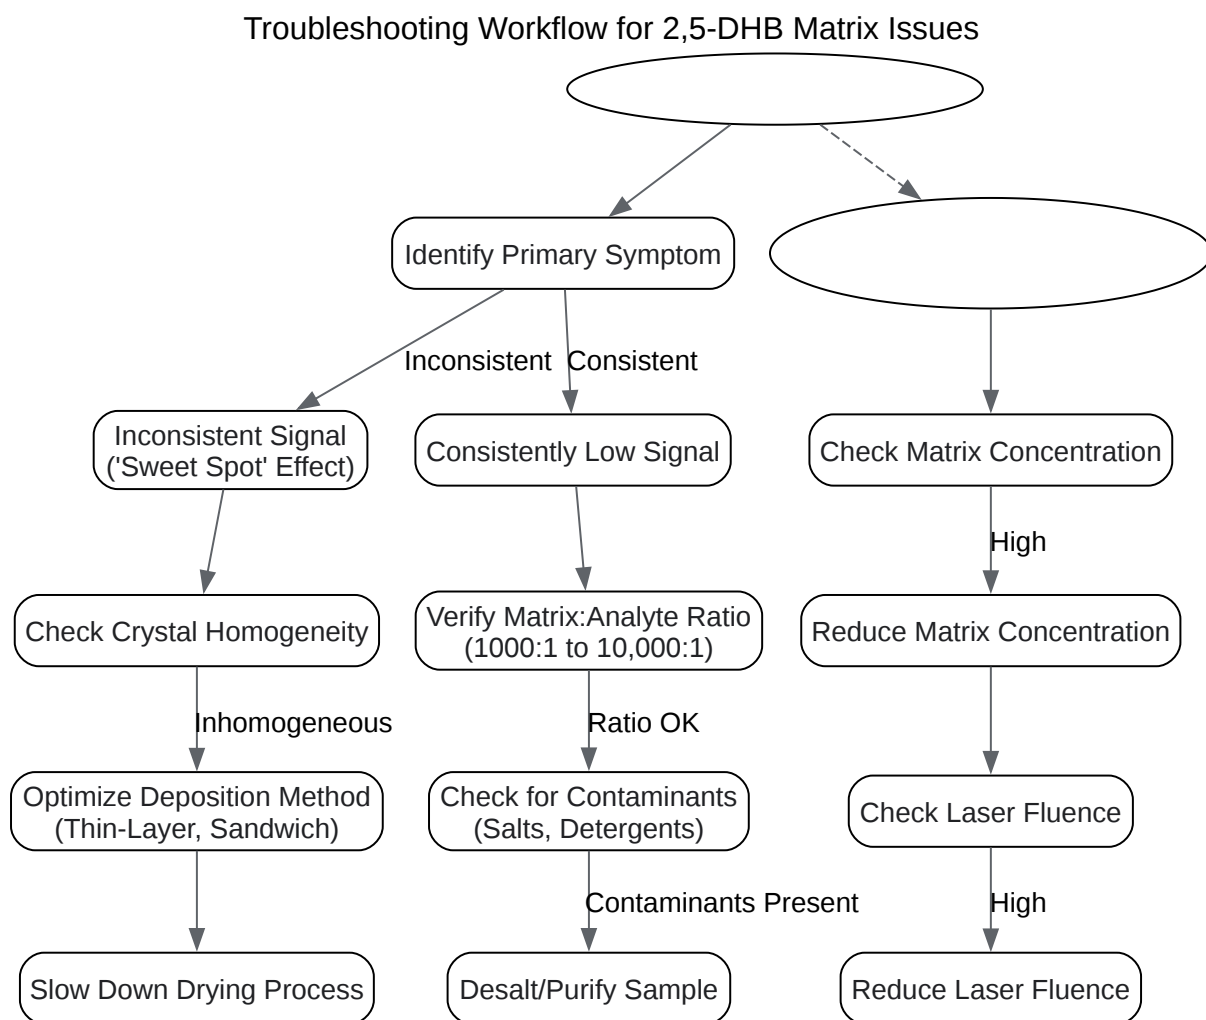 Troubleshooting Workflow for 2,5-DHB Matrix Issues
Identify Primary Symptom
Inconsistent
Consistent
Inconsistent Signal
('Sweet Spot' Effect)
Consistently Low Signal
Check Matrix Concentration
High
Check Crystal Homogeneity
Verify Matrix:Analyte Ratio
(1000:1 to 10,000:1)
Reduce Matrix Concentration
Inhomogeneous
Ratio OK
Optimize Deposition Method
(Thin-Layer, Sandwich)
Check for Contaminants
(Salts, Detergents)
Check Laser Fluence
Contaminants Present
High
Slow Down Drying Process
Desalt/Purify Sample
Reduce Laser Fluence